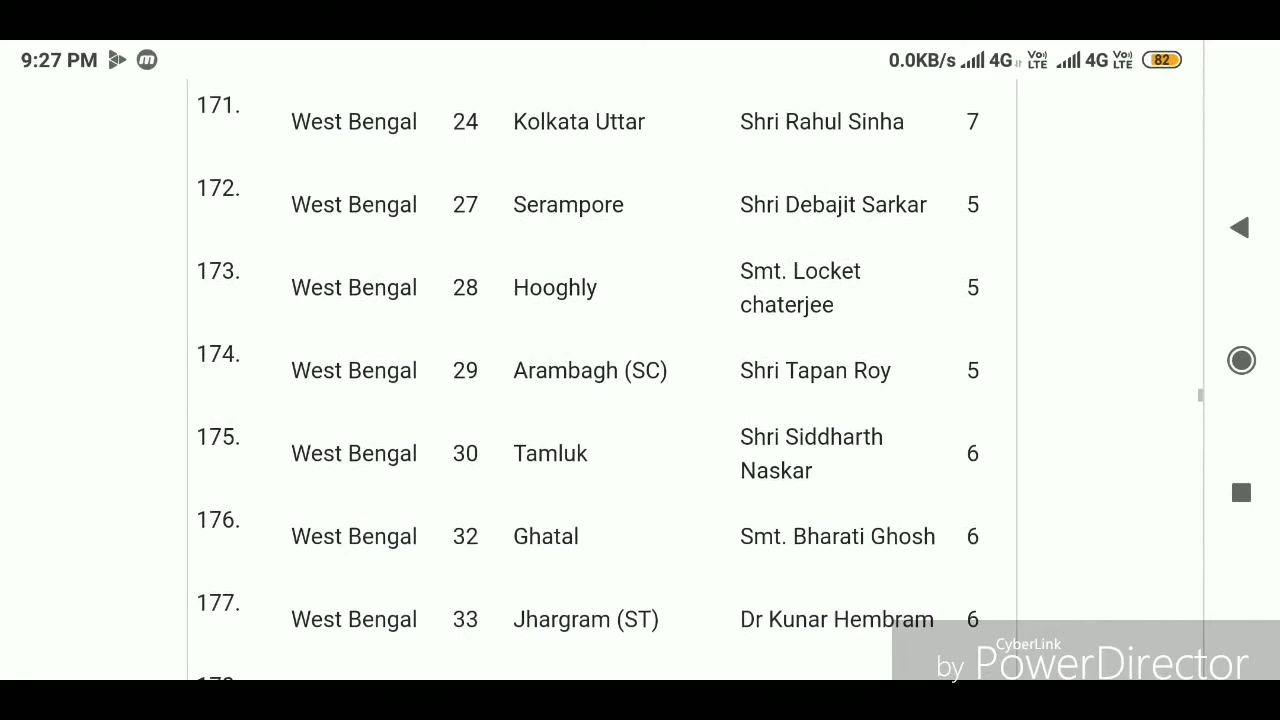 9:27 PM 0.0KB/s 4G Vo) LTE 4G Vo) LTE 82
171. West Bengal 24 Kolkata Uttar Shri Rahul Sinha 7
172. West Bengal 27 Serampore Shri Debajit Sarkar 5
173. West Bengal 28 Hooghly Smt. Locket
chaterjee 5
174. West Bengal 29 Arambagh (SC) Shri Tapan Roy 5
175. West Bengal 30 Tamluk Shri Siddharth
Naskar 6
176. West Bengal 32 Ghatal Smt. Bharati Ghosh 6
177. West Bengal 33 Jhargram (ST) Dr Kunar Hembram 6
CyberLink
by PowerDirector